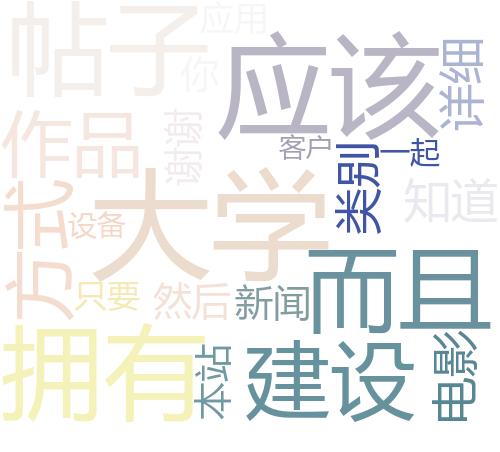 应用
帖子
应该
详细
你
作品
谢谢
客户
一起
类别
知道
大学
方式
设备
而且
只要
然后
新闻
拥有
建设
本站
电影